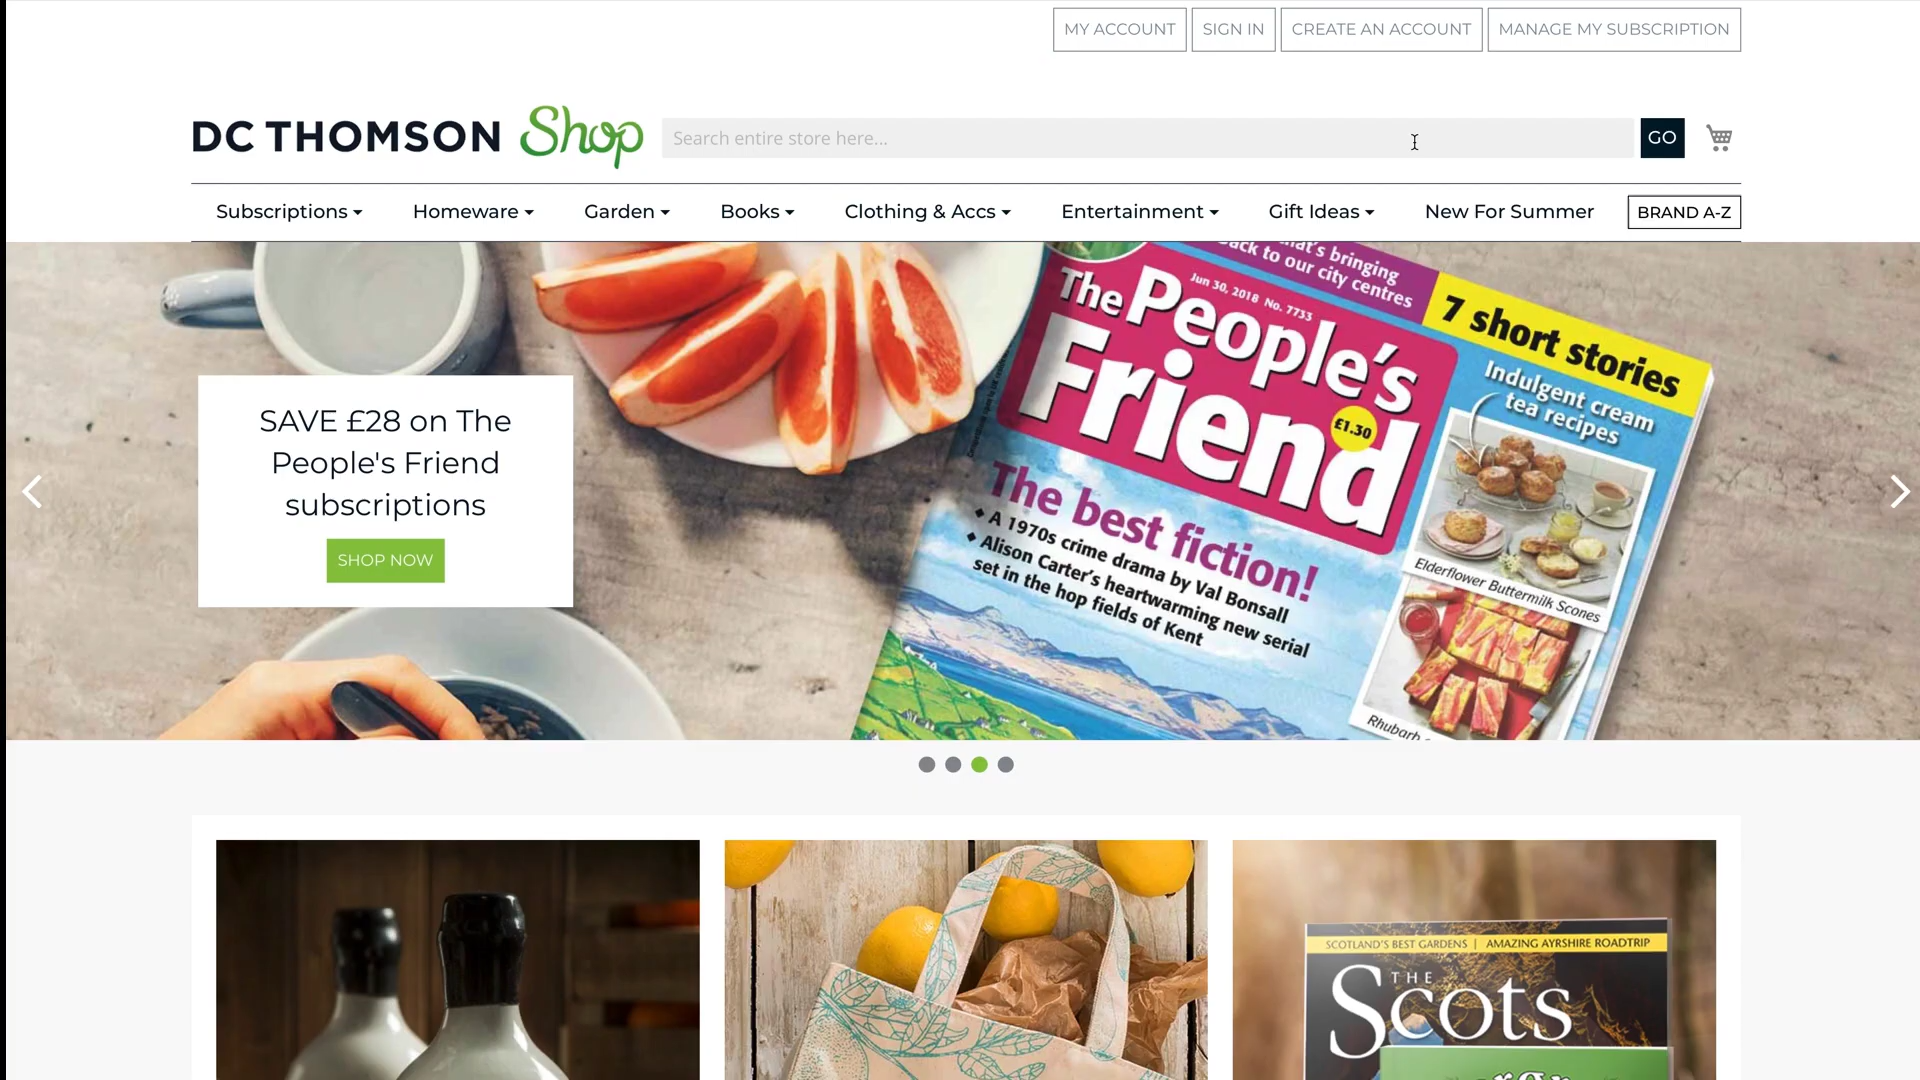 MY ACCOUNT
SIGN IN
CREATE AN ACCOUNT
MANAGE MY SUBSCRIPTION
DC THOMSON Shop
Search entire store here...
GO
Subscriptions
Homeware
Garden
Books
Clothing & Accs
Entertainment
Gift Ideas
New For Summer
BRAND A-Z
SAVE £28 on The
People's Friend
subscriptions
SHOP NOW
what's bringing
back to our city centres
Jun 30, 2018 No. 7733
The People's
Friend
£1.30
7 short stories
Indulgent cream
tea recipes
The best fiction!
A 1970s crime drama by Val Bonsall
Alison Carter's heartwarming new serial
set in the hop fields of Kent
Elderflower Buttermilk Scones
Rhubarb
SCOTLAND'S BEST GARDENS | AMAZING AYRSHIRE ROADTRIP
THE
Scots